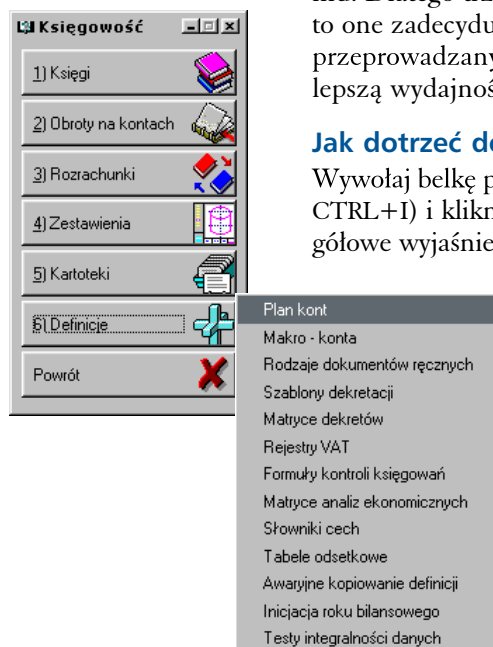 Księgowość
1) Księgi
2) Obroty na kontach
3) Rozrachunki
4) Zestawienia
5) Kartoteki
6) Definicje
Powrót
Plan kont
Makro - konta
Rodzaje dokumentów ręcznych
Szablony dekretacji
Matryce dekretów
Rejestry VAT
Formuły kontroli księgowań
Matryce analiz ekonomicznych
Słowniki cech
Tabele odsetkowe
Awaryjne kopiowanie definicji
Inicjacja roku bilansowego
Testy integralności danych
to one zadecydu
przeprowadzany
lepszą wydajnoś
Jak dotrzeć do
Wywołaj belkę p
CTRL+I) i klikn
gółowe wyjaśnie